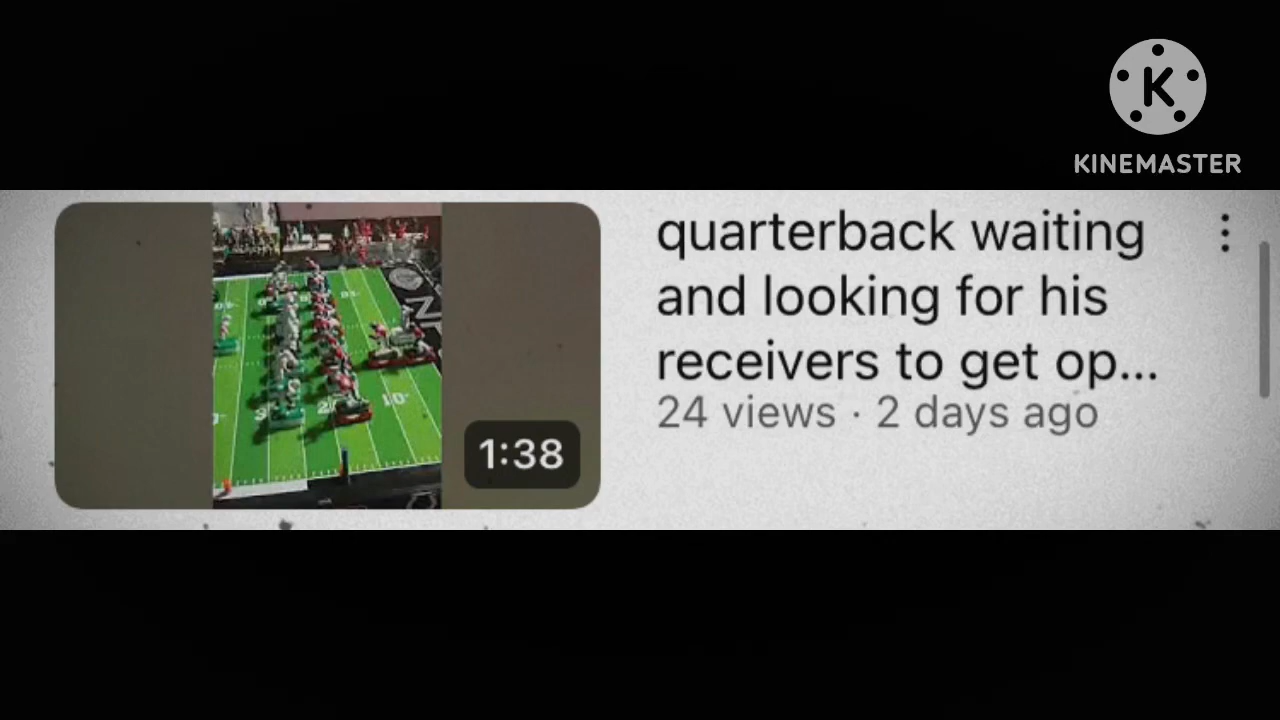 K
KINEMASTER
quarterback waiting
and looking for his
receivers to get op...
24 views · 2 days ago
1:38